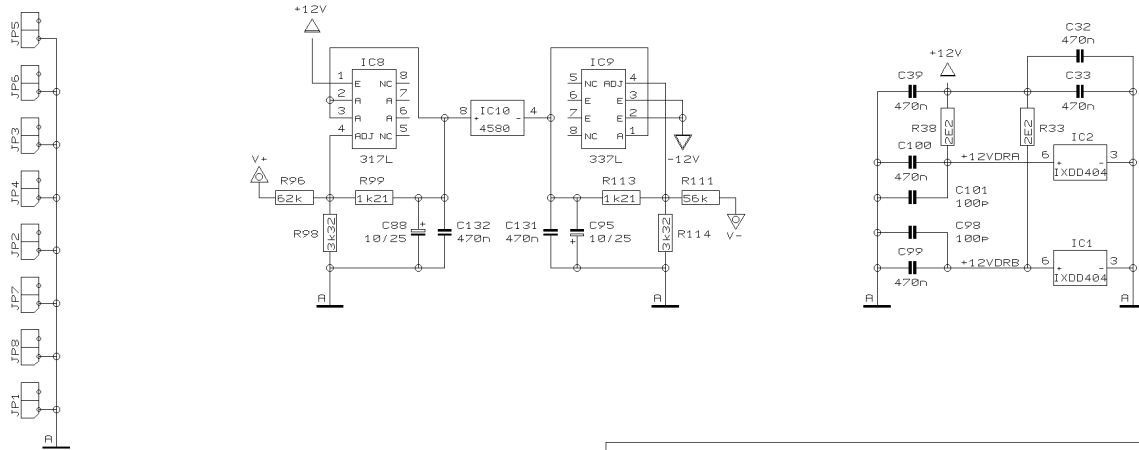 JP5
JP6
JP3
JP4
JP2
JP7
JP8
JP1
A
+12V
IC8
1 E NC 8
2 A A 7
3 A A 6
4 ADJ NC 5
317L
V+
R96
62k
R99
1k21
R98
3k32
C88
10/25
C132
470n
A
8 IC10 4
+ 4580 -
IC9
5 NC ADJ 4
6 E E 3
7 E E 2
8 NC A 1
337L
-12V
C131
470n
C95
10/25
R113
1k21
R111
56k
V-
R114
3k32
A
C32
470n
C33
470n
+12V
C39
470n
R38
2E2
R33
2E2
C100
470n
+12VDRA
IC2
6 + - 3
IXDD404
C101
100p
C98
100p
C99
470n
+12VDRB
IC1
6 + - 3
IXDD404
A
A